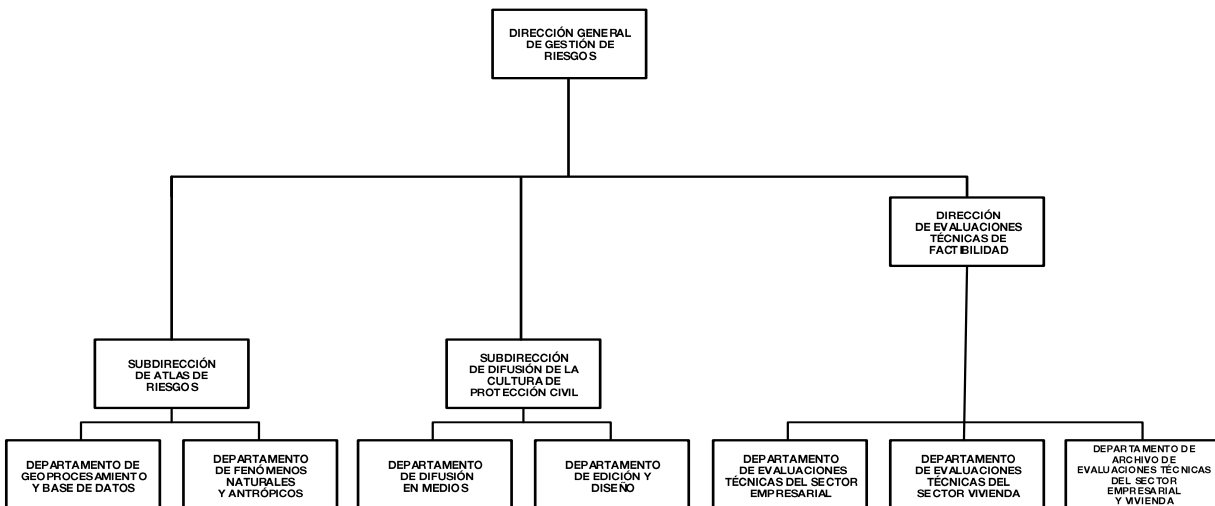 DIRECCIÓN GENERAL
DE GESTIÓN DE
RIESGOS
DIRECCIÓN
DE EVALUACIONES
TÉCNICAS DE
FACTIBILIDAD
SUBDIRECCIÓN
DE ATLAS DE
RIESGOS
SUBDIRECCIÓN
DE DIFUSIÓN DE LA
CULTURA DE
PROTECCIÓN CIVIL
DEPARTAMENTO DE
GEOPROCESAMIENTO
Y BASE DE DATOS
DEPARTAMENTO
DE FENÓMENOS
NATURALES
Y ANTRÓPICOS
DEPARTAMENTO
DE DIFUSIÓN
EN MEDIOS
DEPARTAMENTO
DE EDICIÓN Y
DISEÑO
DEPARTAMENTO
DE EVALUACIONES
TÉCNICAS DEL SECTOR
EMPRESARIAL
DEPARTAMENTO
DE EVALUACIONES
TÉCNICAS DEL
SECTOR VIVIENDA
DEPARTAMENTO DE
ARCHIVO DE
EVALUACIONES TÉCNICAS
DEL SECTOR
EMPRESARIAL
Y VIVIENDA